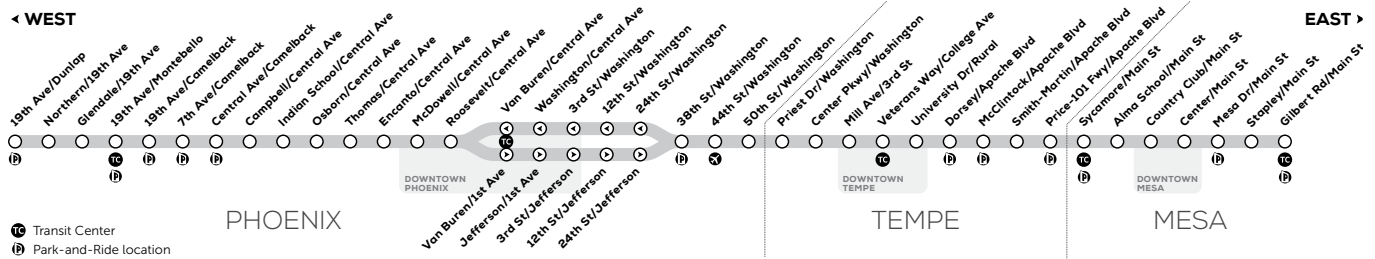 WEST
EAST
19th Ave/Dunlap
Northern/19th Ave
Glendale/19th Ave
19th Ave/Montebello
19th Ave/Camelback
7th Ave/Camelback
Central Ave/Camelback
Campbell/Central Ave
Indian School/Central Ave
Osborn/Central Ave
Thomas/Central Ave
Encanto/Central Ave
McDowell/Central Ave
Roosevelt/Central Ave
Van Buren/Central Ave
Washington/Central Ave
3rd St/Washington
12th St/Washington
24th St/Washington
38th St/Washington
44th St/Washington
50th St/Washington
Priest Dr/Washington
Center Pkwy/Washington
Mill Ave/3rd St
Veterans Way/College Ave
University Dr/Rural
Dorsey/Apache Blvd
McClintock/Apache Blvd
Smith-Martin/Apache Blvd
Price-101 Fwy/Apache Blvd
Sycamore/Main St
Alma School/Main St
Country Club/Main St
Center/Main St
Mesa Dr/Main St
Stapley/Main St
Gilbert Rd/Main St
TC
TC
TC
TC
TC
DOWNTOWN
PHOENIX
DOWNTOWN
TEMPE
DOWNTOWN
MESA
Van Buren/1st Ave
Jefferson/1st Ave
3rd St/Jefferson
12th St/Jefferson
24th St/Jefferson
PHOENIX
TEMPE
MESA
TC Transit Center
Park-and-Ride location